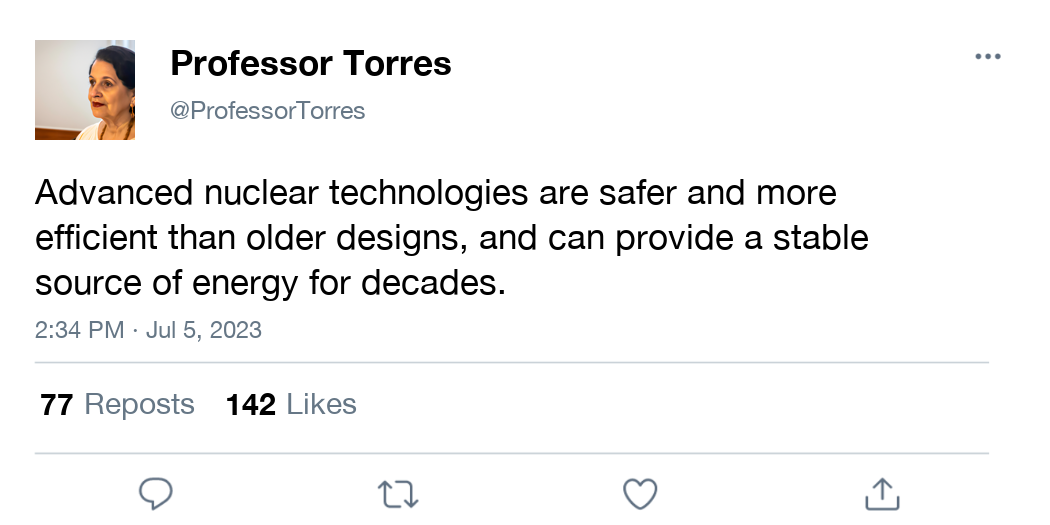 Professor Torres
@ProfessorTorres
Advanced nuclear technologies are safer and more
efficient than older designs, and can provide a stable
source of energy for decades.
2:34 PM · Jul 5, 2023
77 Reposts 142 Likes